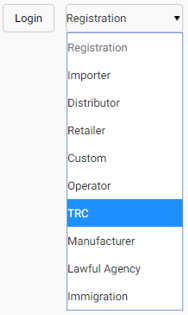 Login
Registration
Registration
Importer
Distributor
Retailer
Custom
Operator
TRC
Manufacturer
Lawful Agency
Immigration